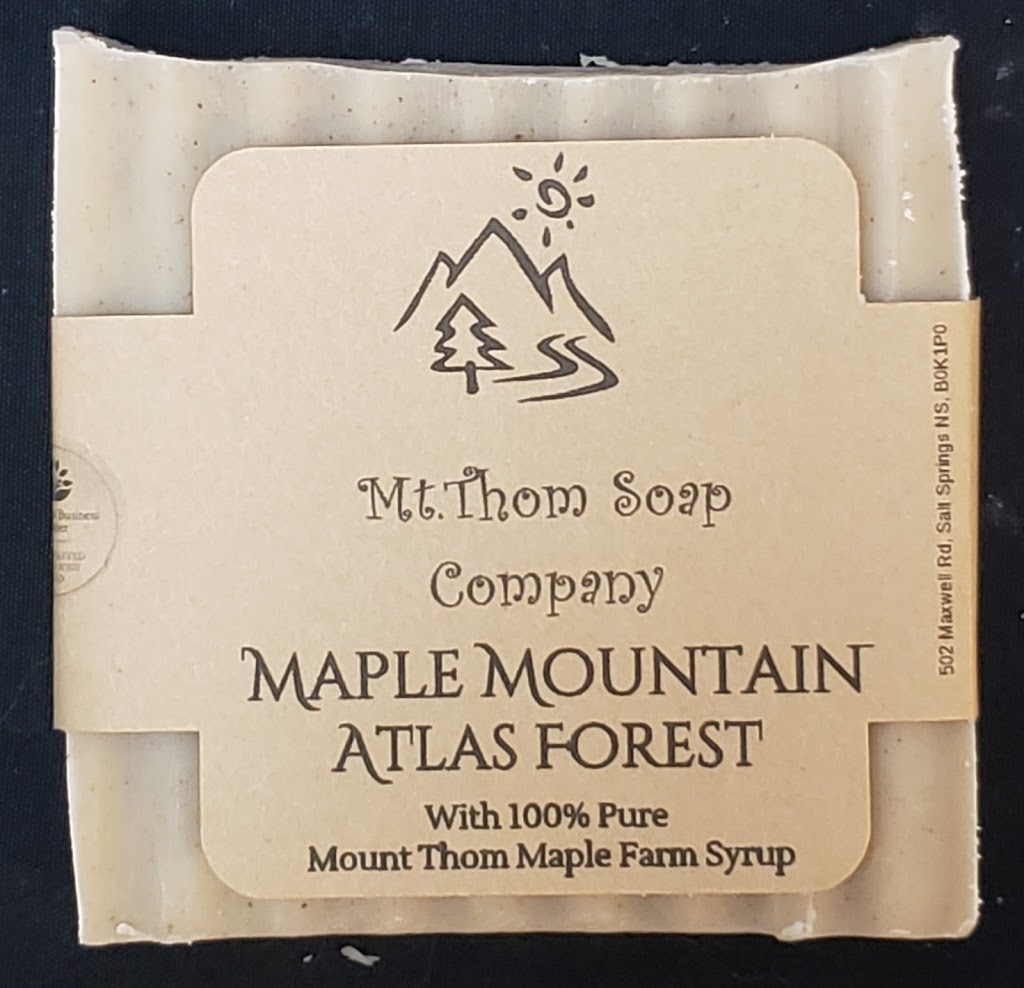 Mt.Thom Soap
Company
MAPLE MOUNTAIN
ATLAS FOREST
With 100% Pure
Mount Thom Maple Farm Syrup
502 Maxwell Rd, Salt Springs NS, B0K1P0
Business